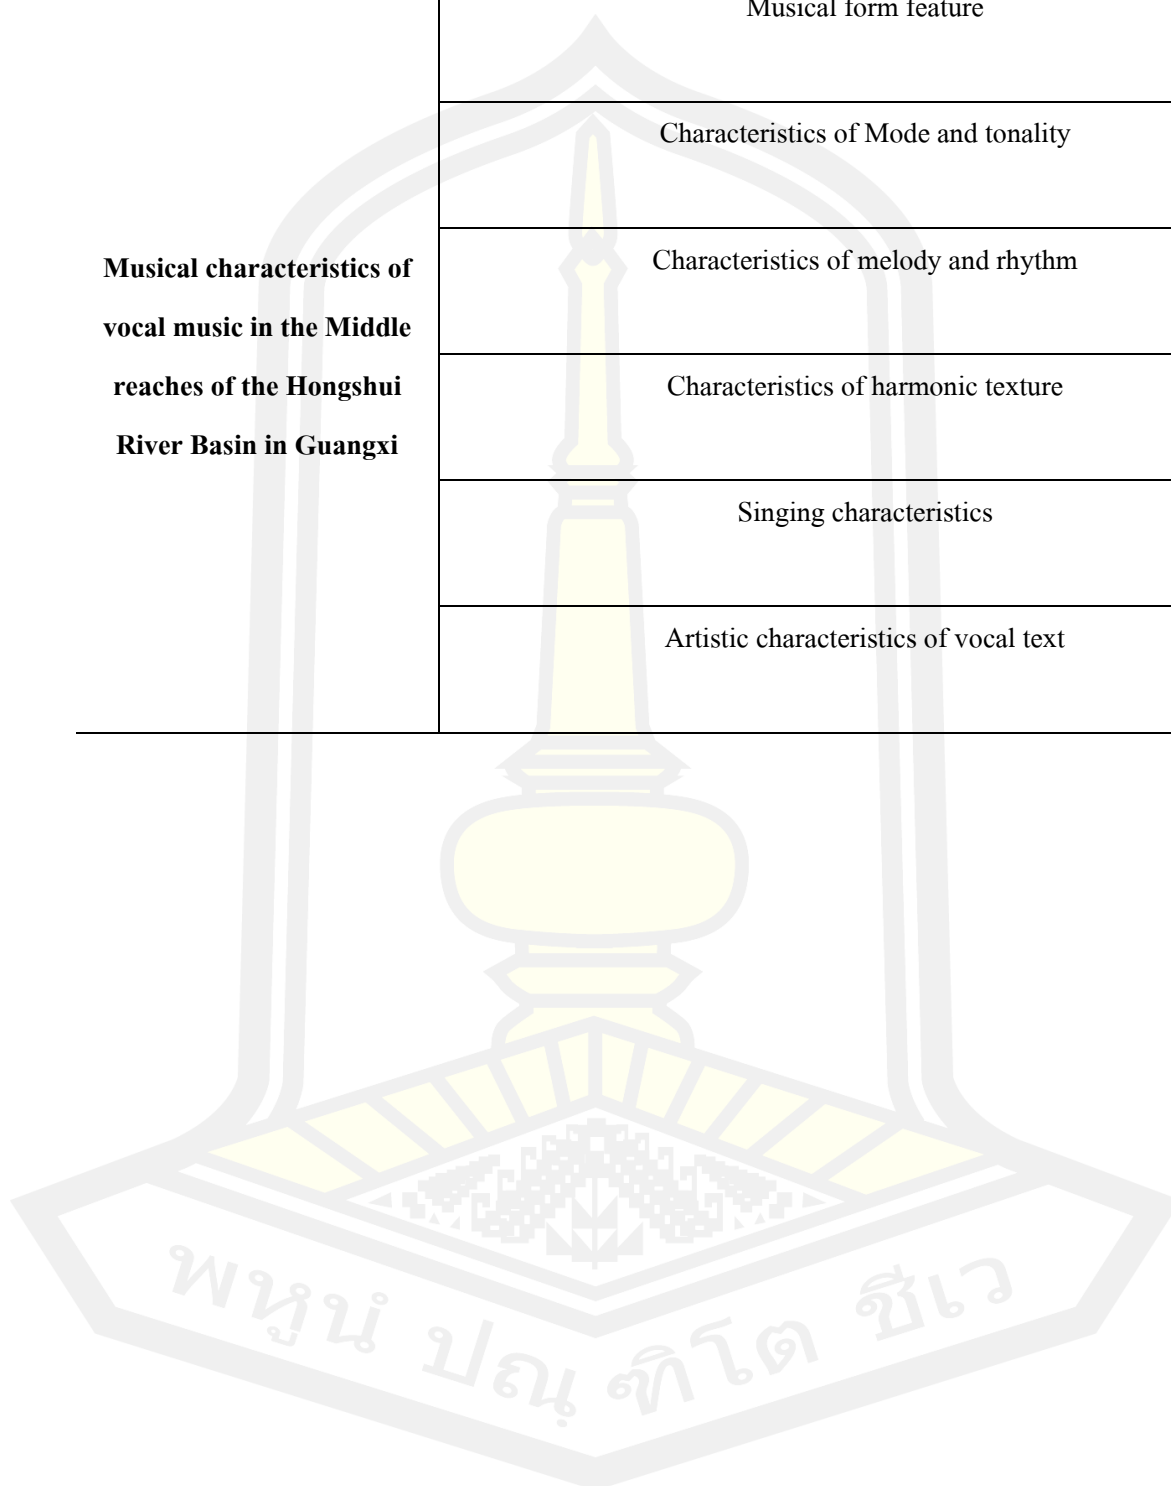 Musical form feature
Characteristics of Mode and tonality
Musical characteristics of
vocal music in the Middle
reaches of the Hongshui
River Basin in Guangxi
Characteristics of melody and rhythm
Characteristics of harmonic texture
Singing characteristics
Artistic characteristics of vocal text
พหูนํ ปณฺฑิโต ชีเว